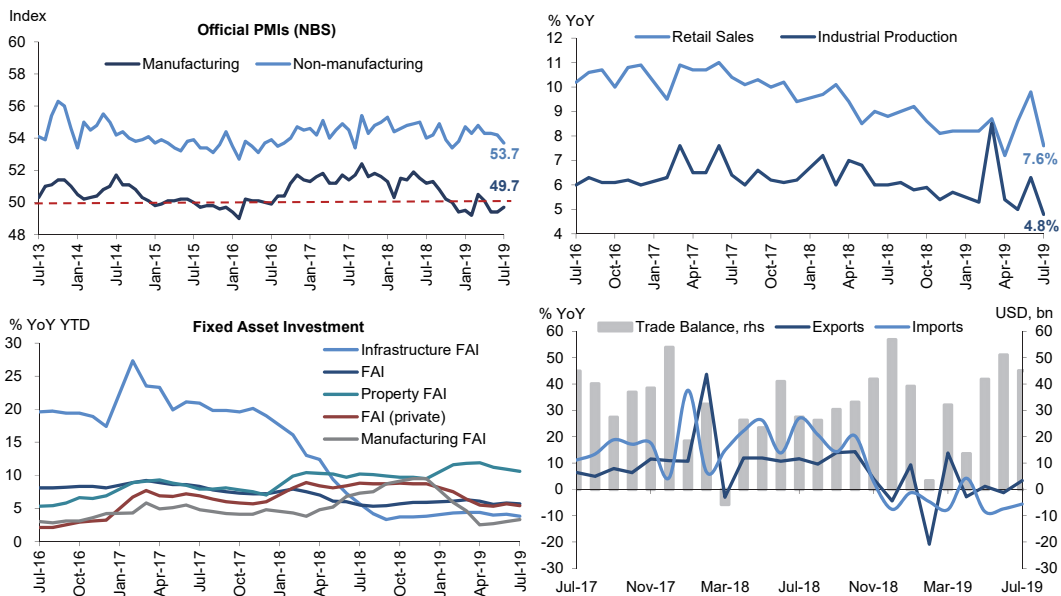 Index
Official PMIs (NBS)
Manufacturing Non-manufacturing
60
58
56
54
52
50
48
53.7
49.7
Jul-13 Jan-14 Jul-14 Jan-15 Jul-15 Jan-16 Jul-16 Jan-17 Jul-17 Jan-18 Jul-18 Jan-19 Jul-19
% YoY
Retail Sales Industrial Production
12
11
10
9
8
7
6
5
4
7.6%
4.8%
Jul-16 Oct-16 Jan-17 Apr-17 Jul-17 Oct-17 Jan-18 Apr-18 Jul-18 Oct-18 Jan-19 Apr-19 Jul-19
% YoY YTD
Fixed Asset Investment
Infrastructure FAI
FAI
Property FAI
FAI (private)
Manufacturing FAI
30
25
20
15
10
5
0
Jul-16 Oct-16 Jan-17 Apr-17 Jul-17 Oct-17 Jan-18 Apr-18 Jul-18 Oct-18 Jan-19 Apr-19 Jul-19
% YoY USD, bn
Trade Balance, rhs Exports Imports
60 60
50 50
40 40
30 30
20 20
10 10
0 0
-10 -10
-20 -20
-30 -30
Jul-17 Nov-17 Mar-18 Jul-18 Nov-18 Mar-19 Jul-19